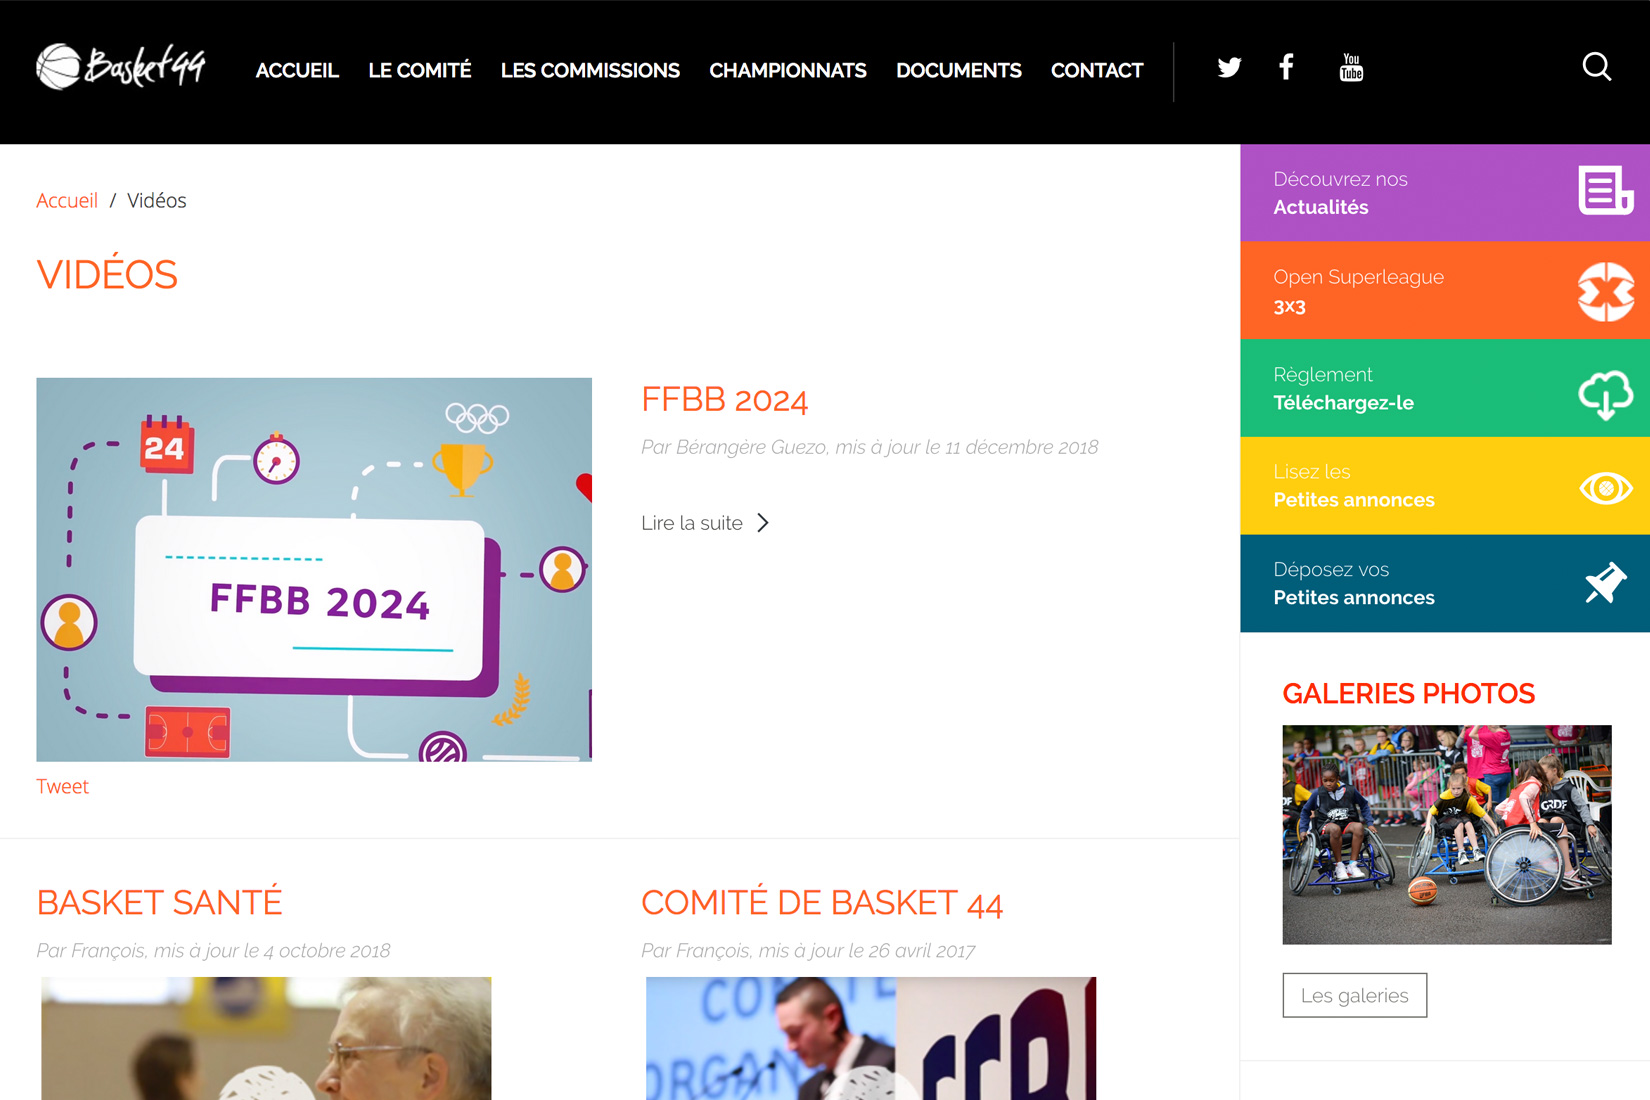 Basket44
ACCUEIL LE COMITÉ LES COMMISSIONS CHAMPIONNATS DOCUMENTS CONTACT
You
Tube
Accueil / Vidéos
VIDÉOS
24
FFBB 2024
Tweet
FFBB 2024
Par Bérangère Guezo, mis à jour le 11 décembre 2018
Lire la suite
BASKET SANTÉ
Par François, mis à jour le 4 octobre 2018
COMITÉ DE BASKET 44
Par François, mis à jour le 26 avril 2017
Découvrez nos
Actualités
Open Superleague
3x3
Règlement
Téléchargez-le
Lisez les
Petites annonces
Déposez vos
Petites annonces
GALERIES PHOTOS
GRDF
Les galeries